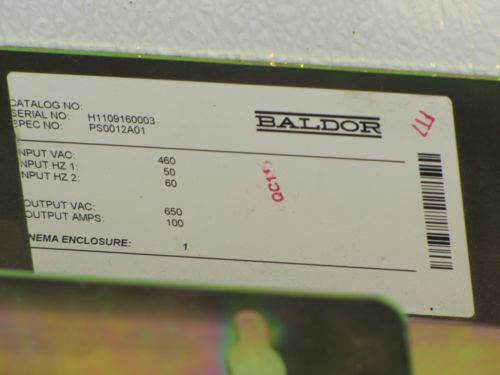 CATALOG NO:
SERIAL NO: H1109160003
SPEC NO: PS0012A01
BALDOR
FT7
INPUT VAC: 460
INPUT HZ 1: 50
INPUT HZ 2: 60
OUTPUT VAC: 650
OUTPUT AMPS: 100
NEMA ENCLOSURE: 1